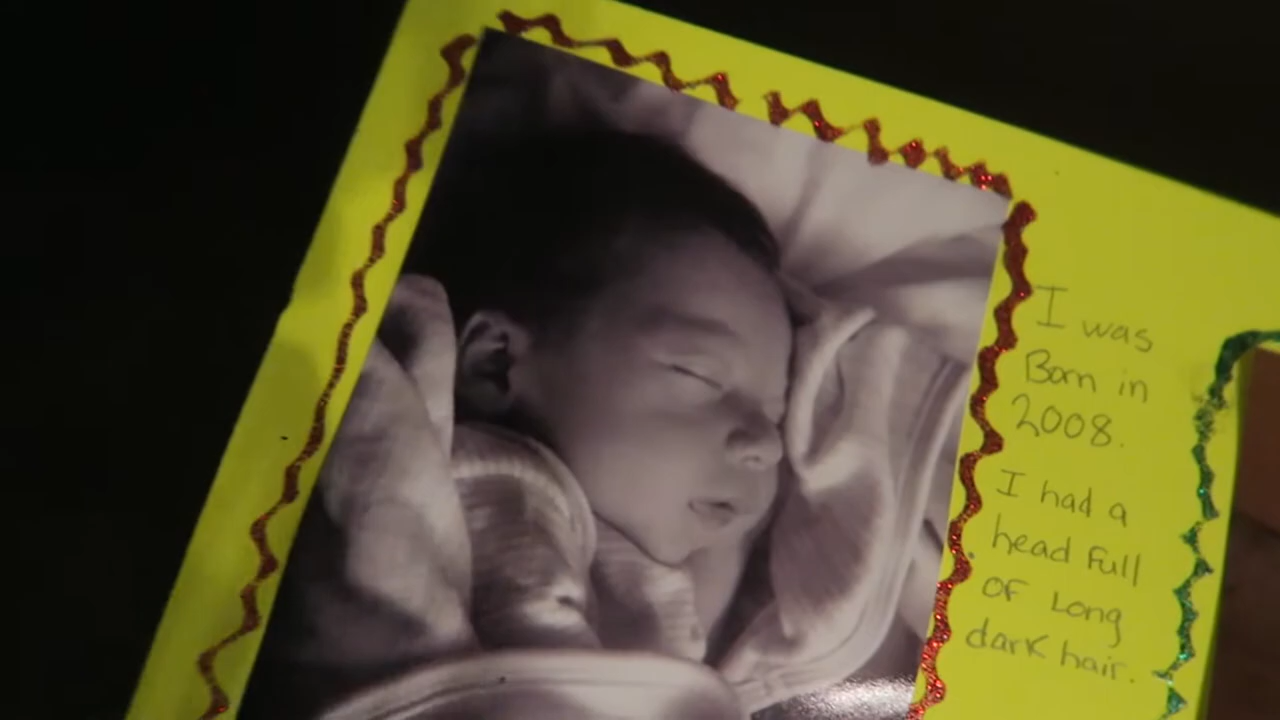 I was
Born in
2008.
I had a
head full
of Long
dark hair.